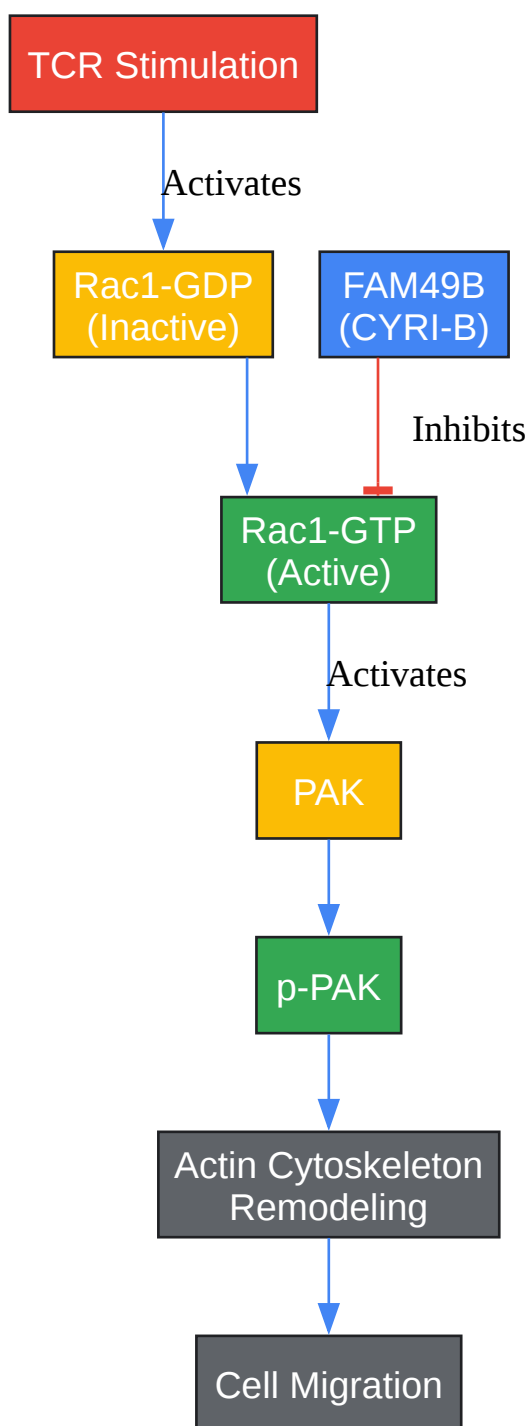 TCR Stimulation
Activates
Rac1-GDP
(Inactive)
FAM49B
(CYRI-B)
Inhibits
Rac1-GTP
(Active)
Activates
PAK
p-PAK
Actin Cytoskeleton
Remodeling
Cell Migration